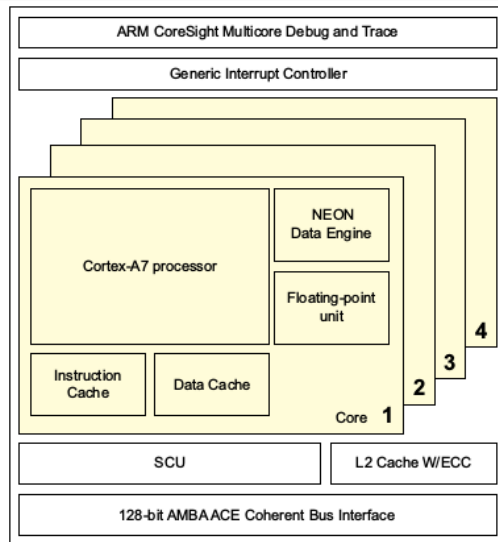 ARM CoreSight Multicore Debug and Trace
Generic Interrupt Controller
NEON
Data Engine
Cortex-A7 processor
Floating-point
unit
4
3
Instruction
Cache
Data Cache
2
Core 1
SCU
L2 Cache W/ECC
128-bit AMBA ACE Coherent Bus Interface